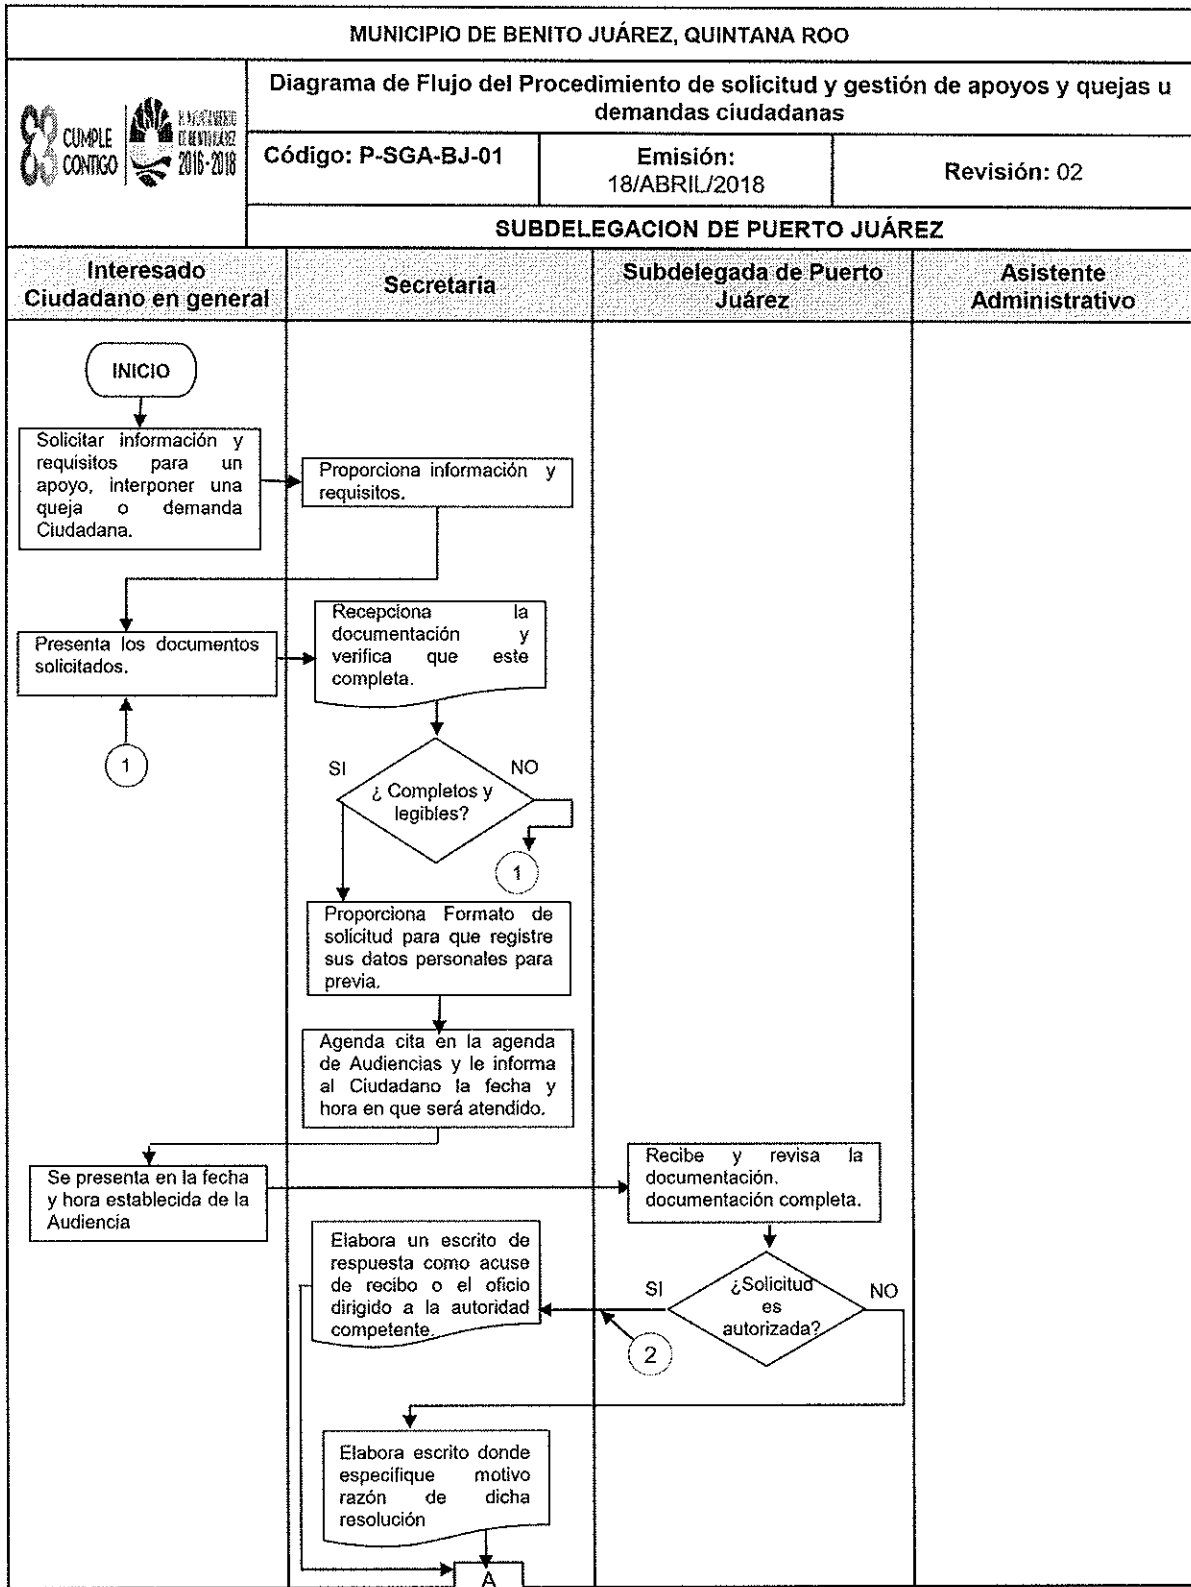 MUNICIPIO DE BENITO JUÁREZ, QUINTANA ROO
CUMPLE
CONTIGO
2016-2018
Diagrama de Flujo del Procedimiento de solicitud y gestión de apoyos y quejas u
demandas ciudadanas
Código: P-SGA-BJ-01
Emisión:
18/ABRIL/2018
Revisión: 02
SUBDELEGACION DE PUERTO JUÁREZ
Interesado
Ciudadano en general
Secretaria
Subdelegada de Puerto
Juárez
Asistente
Administrativo
INICIO
Solicitar información y
requisitos para un
apoyo, interponer una
queja o demanda
Ciudadana.
Proporciona información y
requisitos.
Presenta los documentos
solicitados.
Recepciona la
documentación y
verifica que este
completa.
1
SI
NO
¿ Completos y
legibles?
1
Proporciona Formato de
solicitud para que registre
sus datos personales para
previa.
Agenda cita en la agenda
de Audiencias y le informa
al Ciudadano la fecha y
hora en que será atendido.
Se presenta en la fecha
y hora establecida de la
Audiencia
Recibe y revisa la
documentación.
documentación completa.
Elabora un escrito de
respuesta como acuse
de recibo o el oficio
dirigido a la autoridad
competente.
SI
NO
¿Solicitud
es
autorizada?
2
Elabora escrito donde
especifique motivo
razón de dicha
resolución
A